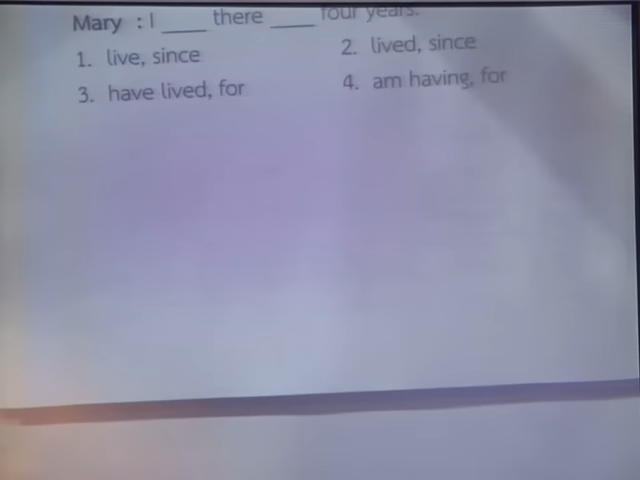 Mary : I ____ there ____ four years.
1. live, since 2. lived, since
3. have lived, for 4. am having, for